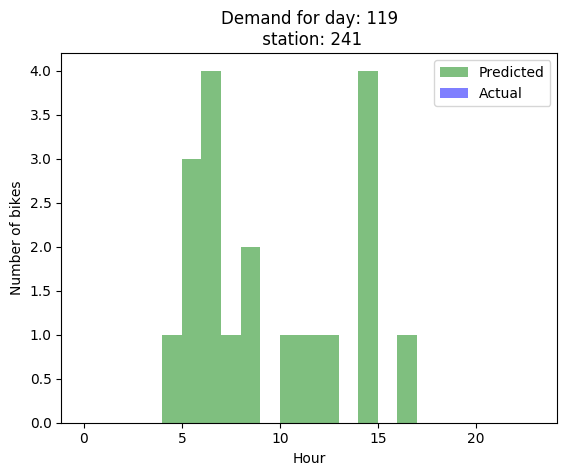 Demand for day: 119
station: 241
Predicted
Actual
Number of bikes
4.0
3.5
3.0
2.5
2.0
1.5
1.0
0.5
0.0
0 5 10 15 20
Hour